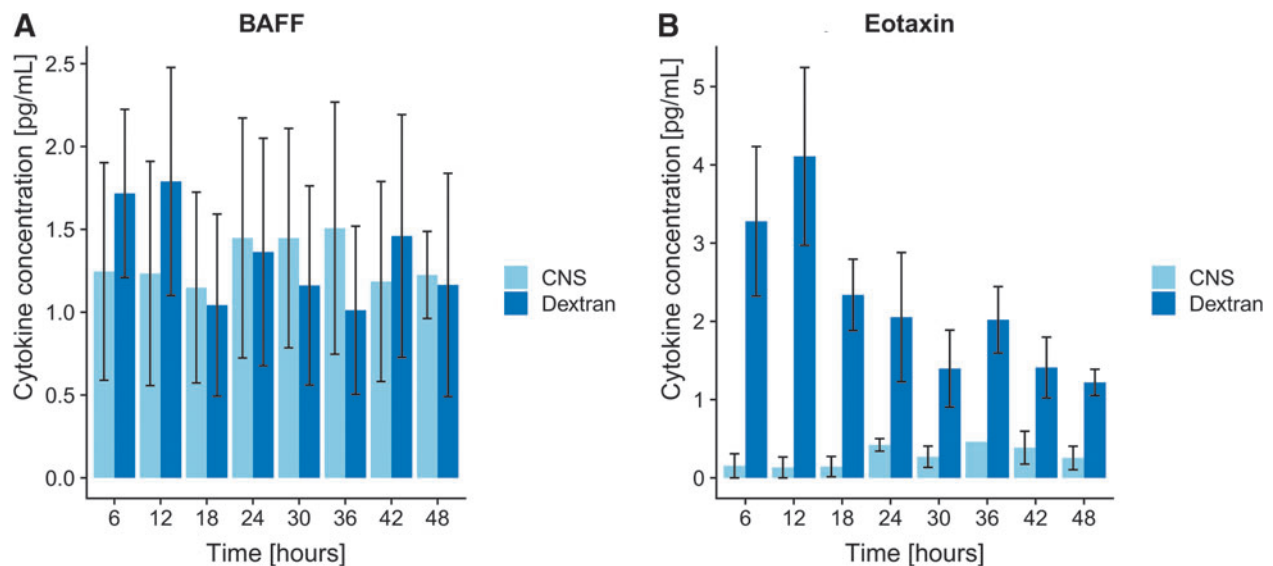 A
BAFF
Cytokine concentration [pg/mL]
2.5
2.0
1.5
1.0
0.5
0.0
6 12 18 24 30 36 42 48
Time [hours]
CNS
Dextran
B
Eotaxin
Cytokine concentration [pg/mL]
5
4
3
2
1
0
6 12 18 24 30 36 42 48
Time [hours]
CNS
Dextran